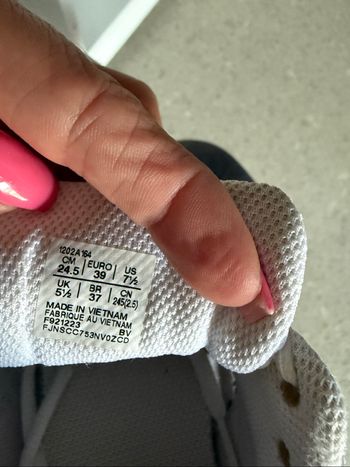 1202A164
CM EURO US
24.5 39 7½
UK BR CN
5½ 37 245(2.5)
MADE IN VIETNAM
FABRIQUE AU VIETNAM
F921223 BV
FJNSCC753NV0ZCD